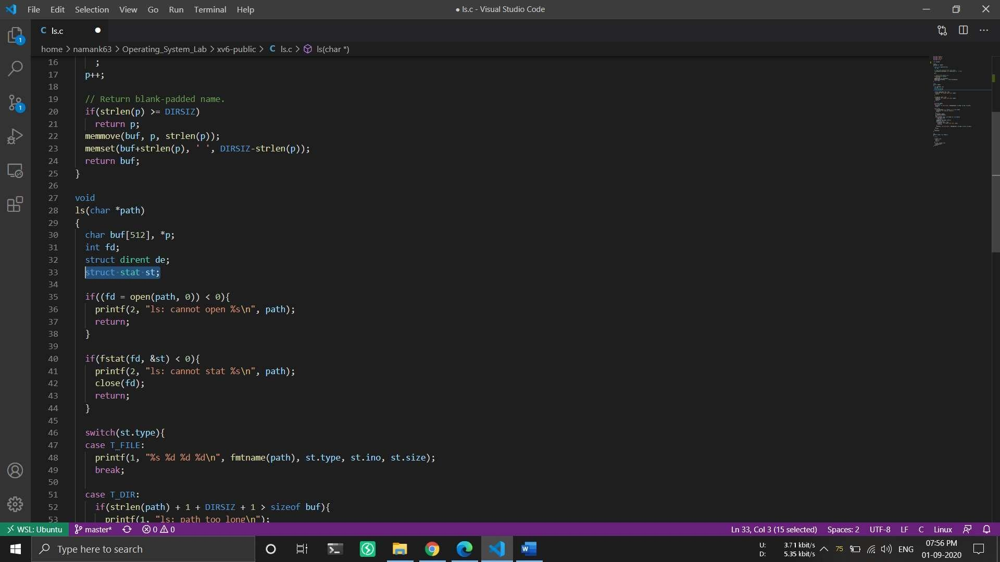 File Edit Selection View Go Run Terminal Help
● ls.c - Visual Studio Code
C ls.c ●
home > namank63 > Operating_System_Lab > xv6-public > C ls.c > ls(char *)
1
1
16 ;
17 p++;
18
19 // Return blank-padded name.
20 if(strlen(p) >= DIRSIZ)
21 return p;
22 memmove(buf, p, strlen(p));
23 memset(buf+strlen(p), ' ', DIRSIZ-strlen(p));
24 return buf;
25 }
26
27 void
28 ls(char *path)
29 {
30 char buf[512], *p;
31 int fd;
32 struct dirent de;
33 struct stat st;
34
35 if((fd = open(path, 0)) < 0){
36 printf(2, "ls: cannot open %s\n", path);
37 return;
38 }
39
40 if(fstat(fd, &st) < 0){
41 printf(2, "ls: cannot stat %s\n", path);
42 close(fd);
43 return;
44 }
45
46 switch(st.type){
47 case T_FILE:
48 printf(1, "%s %d %d %d\n", fmtname(path), st.type, st.ino, st.size);
49 break;
50
51 case T_DIR:
52 if(strlen(path) + 1 + DIRSIZ + 1 > sizeof buf){
53 printf(1, "ls: path too long\n");
WSL: Ubuntu master* 0 0 Ln 33, Col 3 (15 selected) Spaces: 2 UTF-8 LF C Linux
Type here to search
U: 3.71 kbit/s
D: 5.35 kbit/s
75
ENG
07:56 PM
01-09-2020